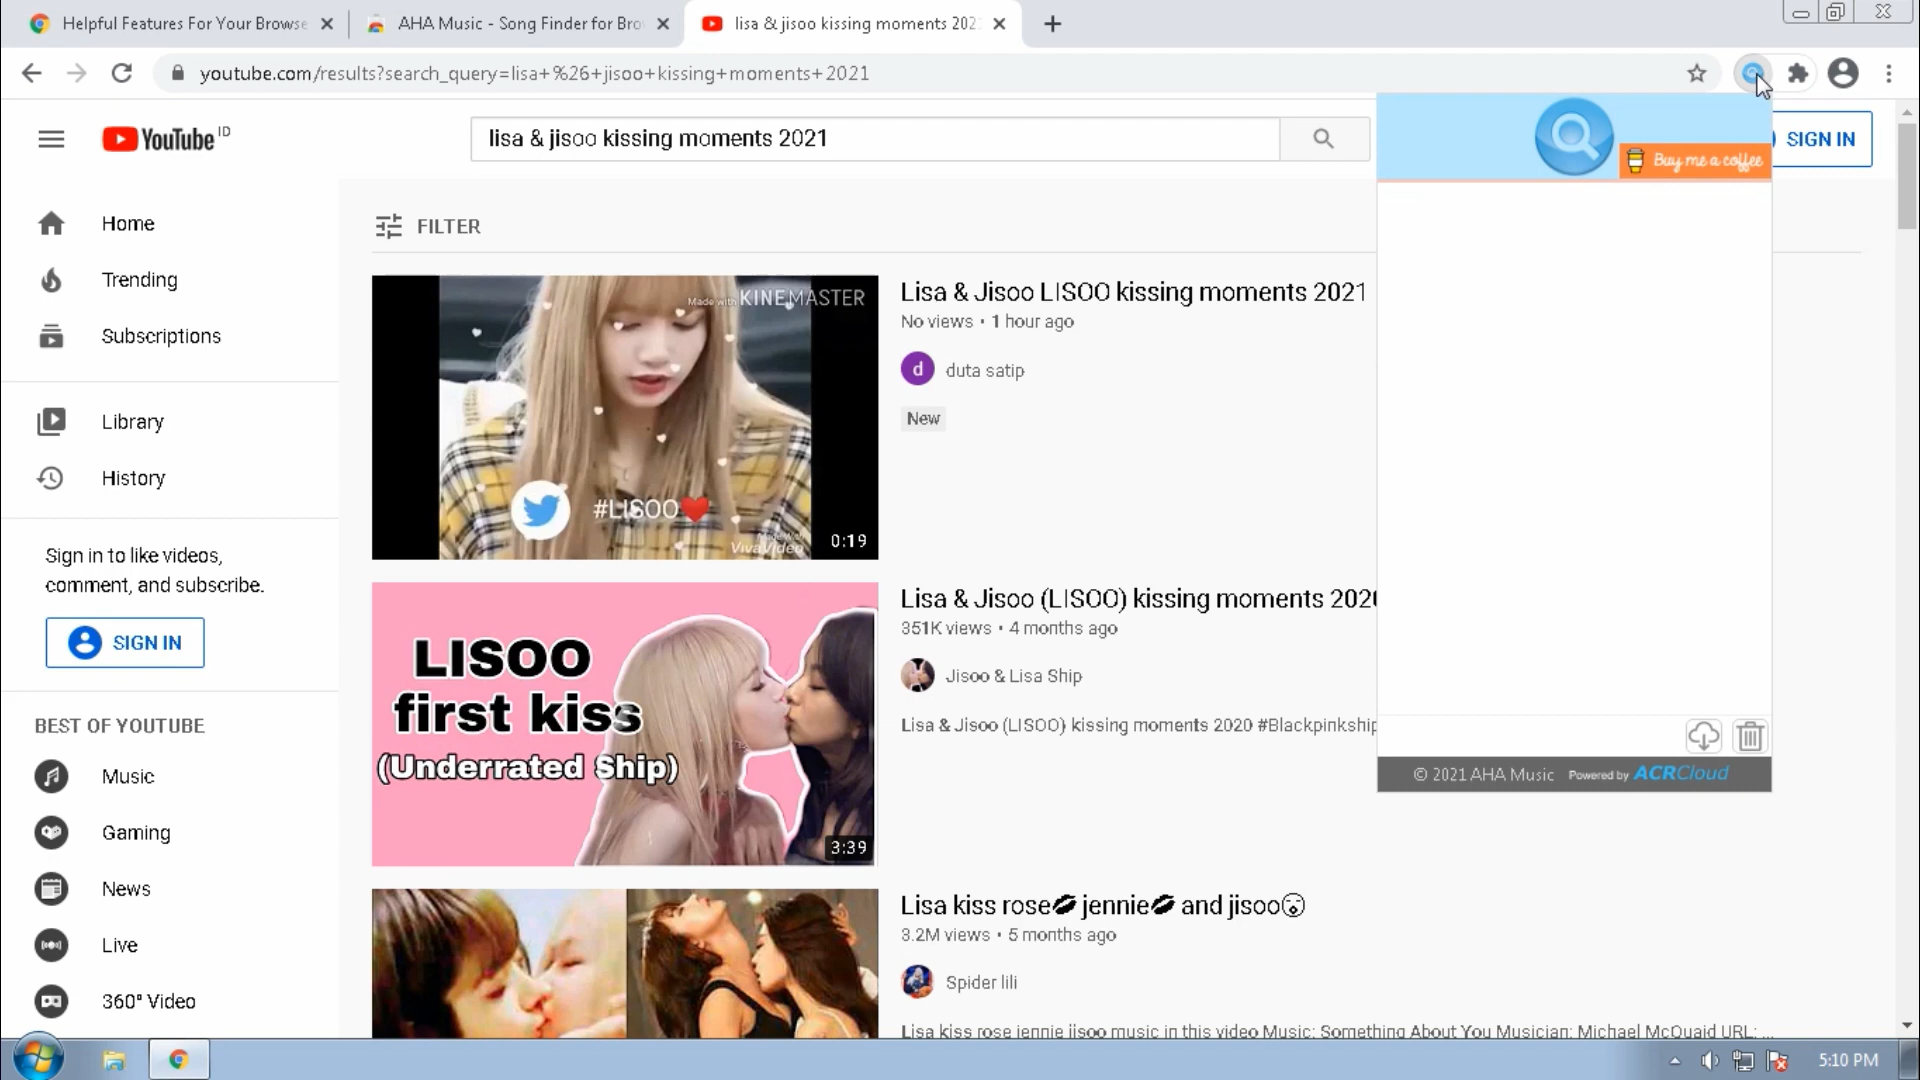 Helpful Features For Your Browse
AHA Music - Song Finder for Bro
lisa & jisoo kissing moments 202
youtube.com/results?search_query=lisa+%26+jisoo+kissing+moments+2021
YouTube ID
lisa & jisoo kissing moments 2021
Buy me a coffee
SIGN IN
Home
Trending
Subscriptions
Library
History
Sign in to like videos,
comment, and subscribe.
SIGN IN
BEST OF YOUTUBE
Music
Gaming
News
Live
360° Video
FILTER
Made with KINEMASTER
#LISOO❤
Made With
VivaVideo
0:19
Lisa & Jisoo LISOO kissing moments 2021
No views • 1 hour ago
d
duta satip
New
LISOO
first kiss
(Underrated Ship)
3:39
Lisa & Jisoo (LISOO) kissing moments 2020
351K views • 4 months ago
Jisoo & Lisa Ship
Lisa & Jisoo (LISOO) kissing moments 2020 #Blackpinkship
Lisa kiss rose💋 jennie💋 and jisoo😮
3.2M views • 5 months ago
Spider lili
Lisa kiss rose jennie jisoo music in this video Music: Something About You Musician: Michael McQuaid URL: ...
© 2021 AHA Music Powered by ACRCloud
5:10 PM